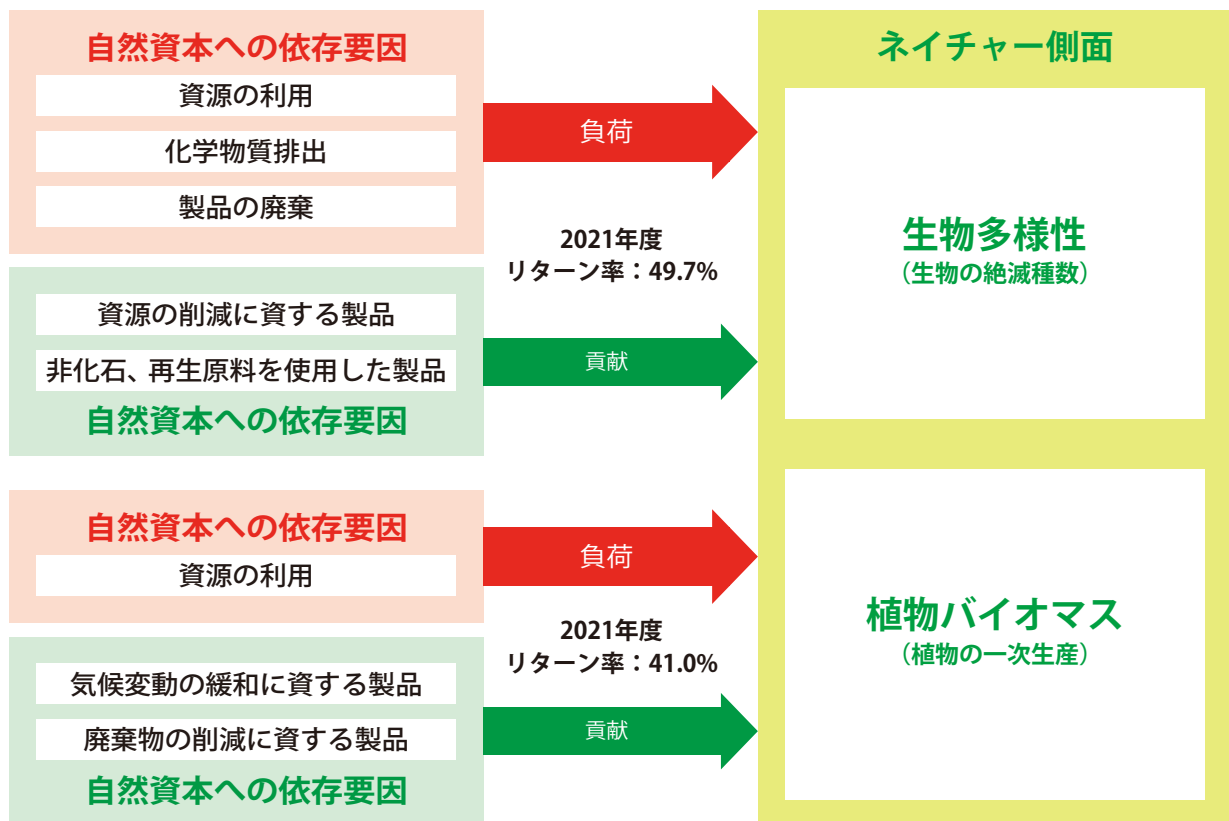 自然資本への依存要因
資源の利用
化学物質排出
製品の廃棄
負荷
2021年度
リターン率：49.7%
資源の削減に資する製品
非化石、再生原料を使用した製品
自然資本への依存要因
貢献
自然資本への依存要因
資源の利用
負荷
2021年度
リターン率：41.0%
気候変動の緩和に資する製品
廃棄物の削減に資する製品
自然資本への依存要因
貢献
ネイチャー側面
生物多様性
（生物の絶滅種数）
植物バイオマス
（植物の一次生産）